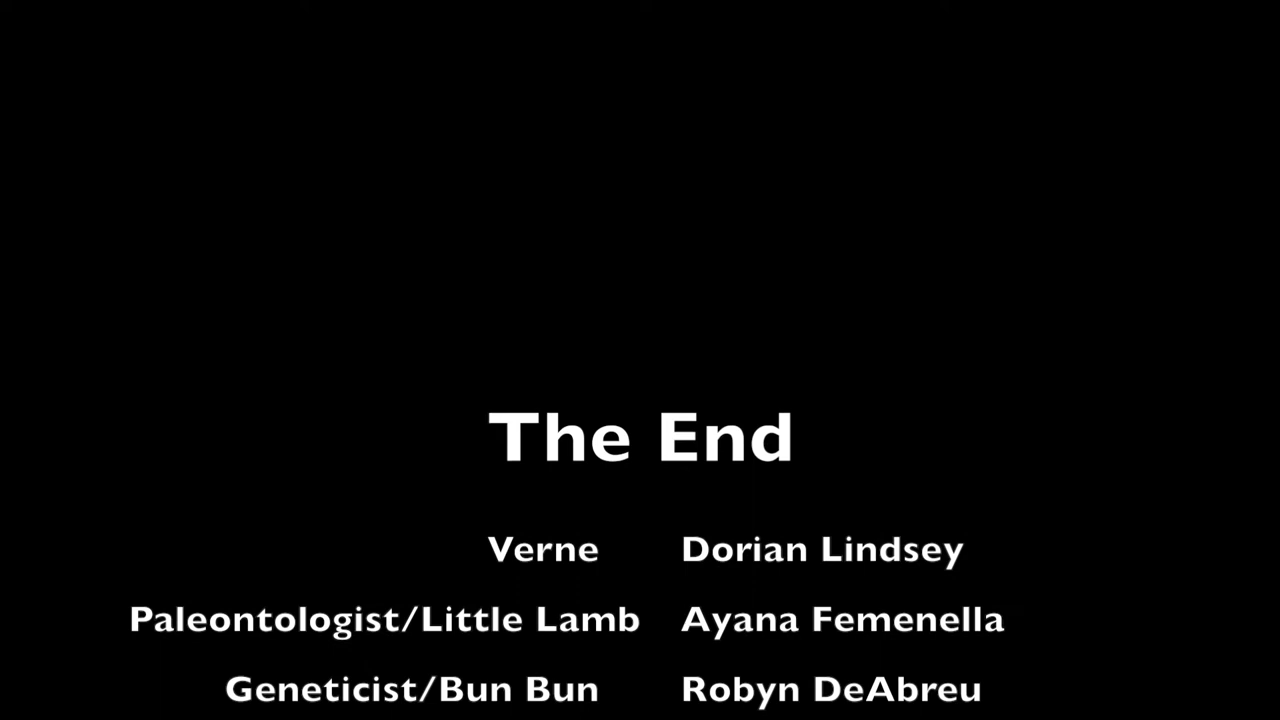 The End
Verne Dorian Lindsey
Paleontologist/Little Lamb Ayana Femenella
Geneticist/Bun Bun Robyn DeAbreu